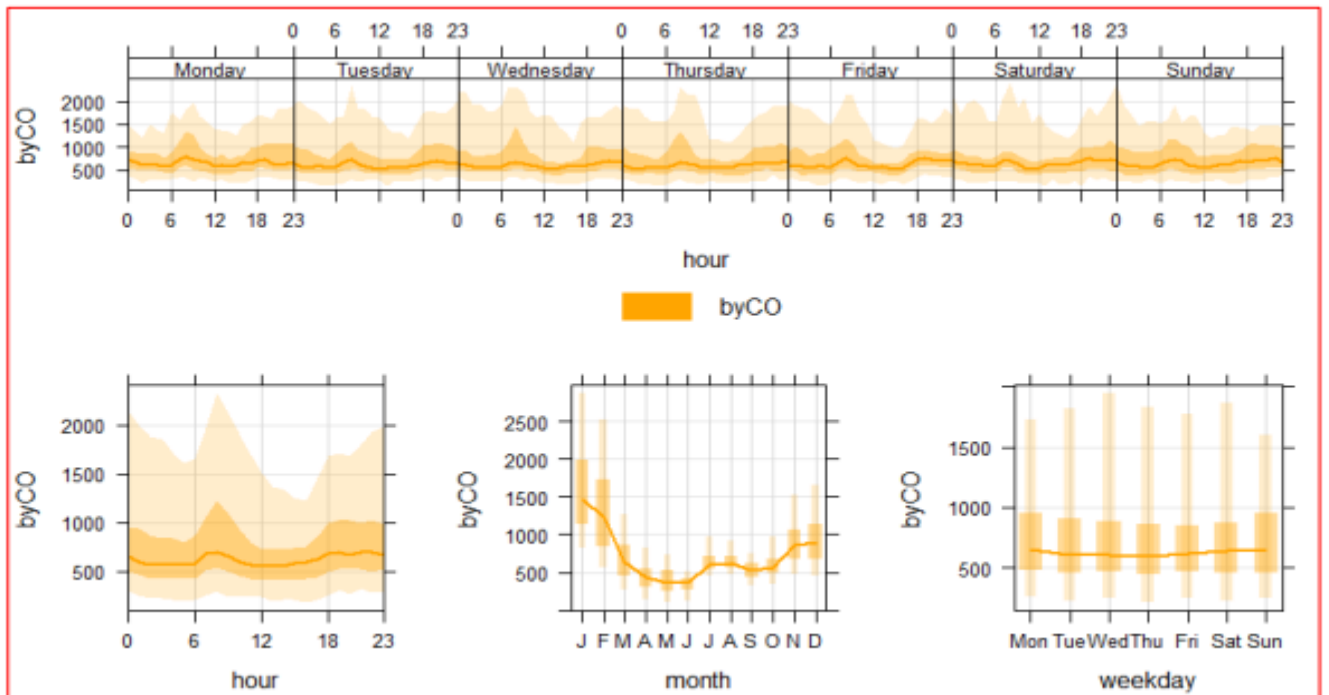 0 6 12 18 23 0 6 12 18 23 0 6 12 18 23
Monday Tuesday Wednesday Thursday Friday Saturday Sunday
2000
1500
1000
500
byCO
0 6 12 18 23 0 6 12 18 23 0 6 12 18 23 0 6 12 18 23
hour
byCO
2000
1500
1000
500
byCO
0 6 12 18 23
hour
2500
2000
1500
1000
500
byCO
J F M A M J J A S O N D
month
1500
1000
500
byCO
Mon Tue Wed Thu Fri Sat Sun
weekday